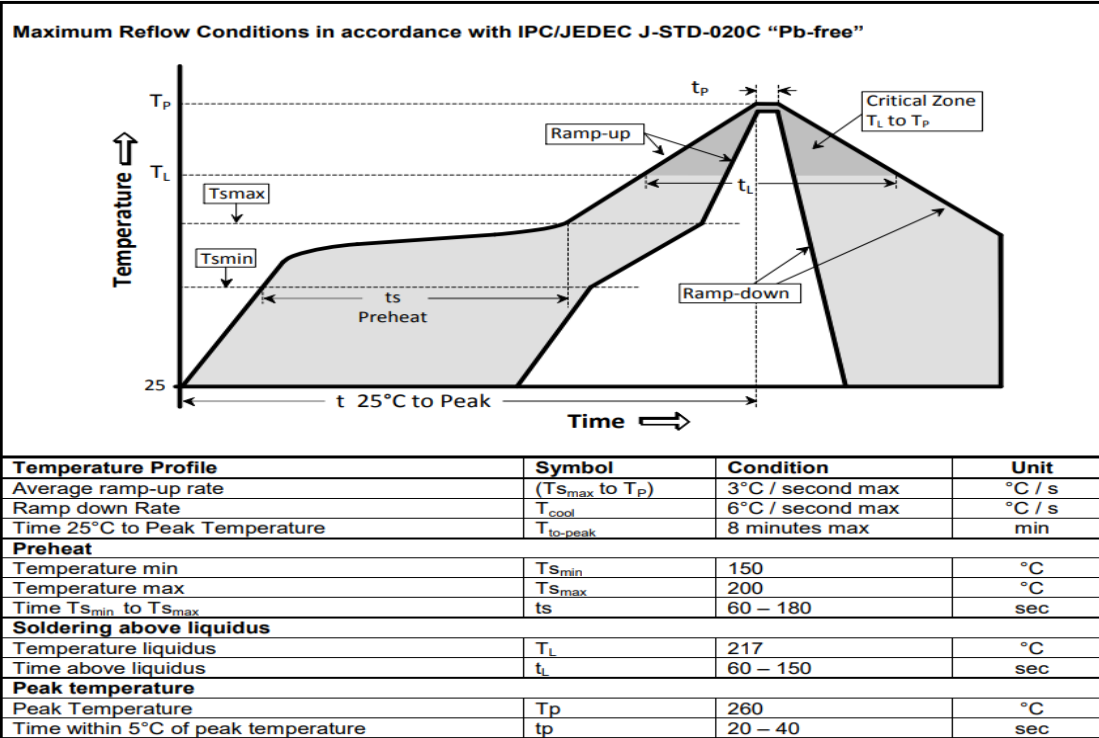 Maximum Reflow Conditions in accordance with IPC/JEDEC J-STD-020C “Pb-free”
tP
TP
Critical Zone
TL to TP
Ramp-up
TL
tL
Tsmax
Temperature
Tsmin
ts
Preheat
Ramp-down
25
t 25°C to Peak
Time
Temperature Profile Symbol Condition Unit
Average ramp-up rate (Tsmax to TP) 3°C / second max °C / s
Ramp down Rate Tcool 6°C / second max °C / s
Time 25°C to Peak Temperature Tto-peak 8 minutes max min
Preheat
Temperature min Tsmin 150 °C
Temperature max Tsmax 200 °C
Time Tsmin to Tsmax ts 60 – 180 sec
Soldering above liquidus
Temperature liquidus TL 217 °C
Time above liquidus tL 60 – 150 sec
Peak temperature
Peak Temperature Tp 260 °C
Time within 5°C of peak temperature tp 20 – 40 sec